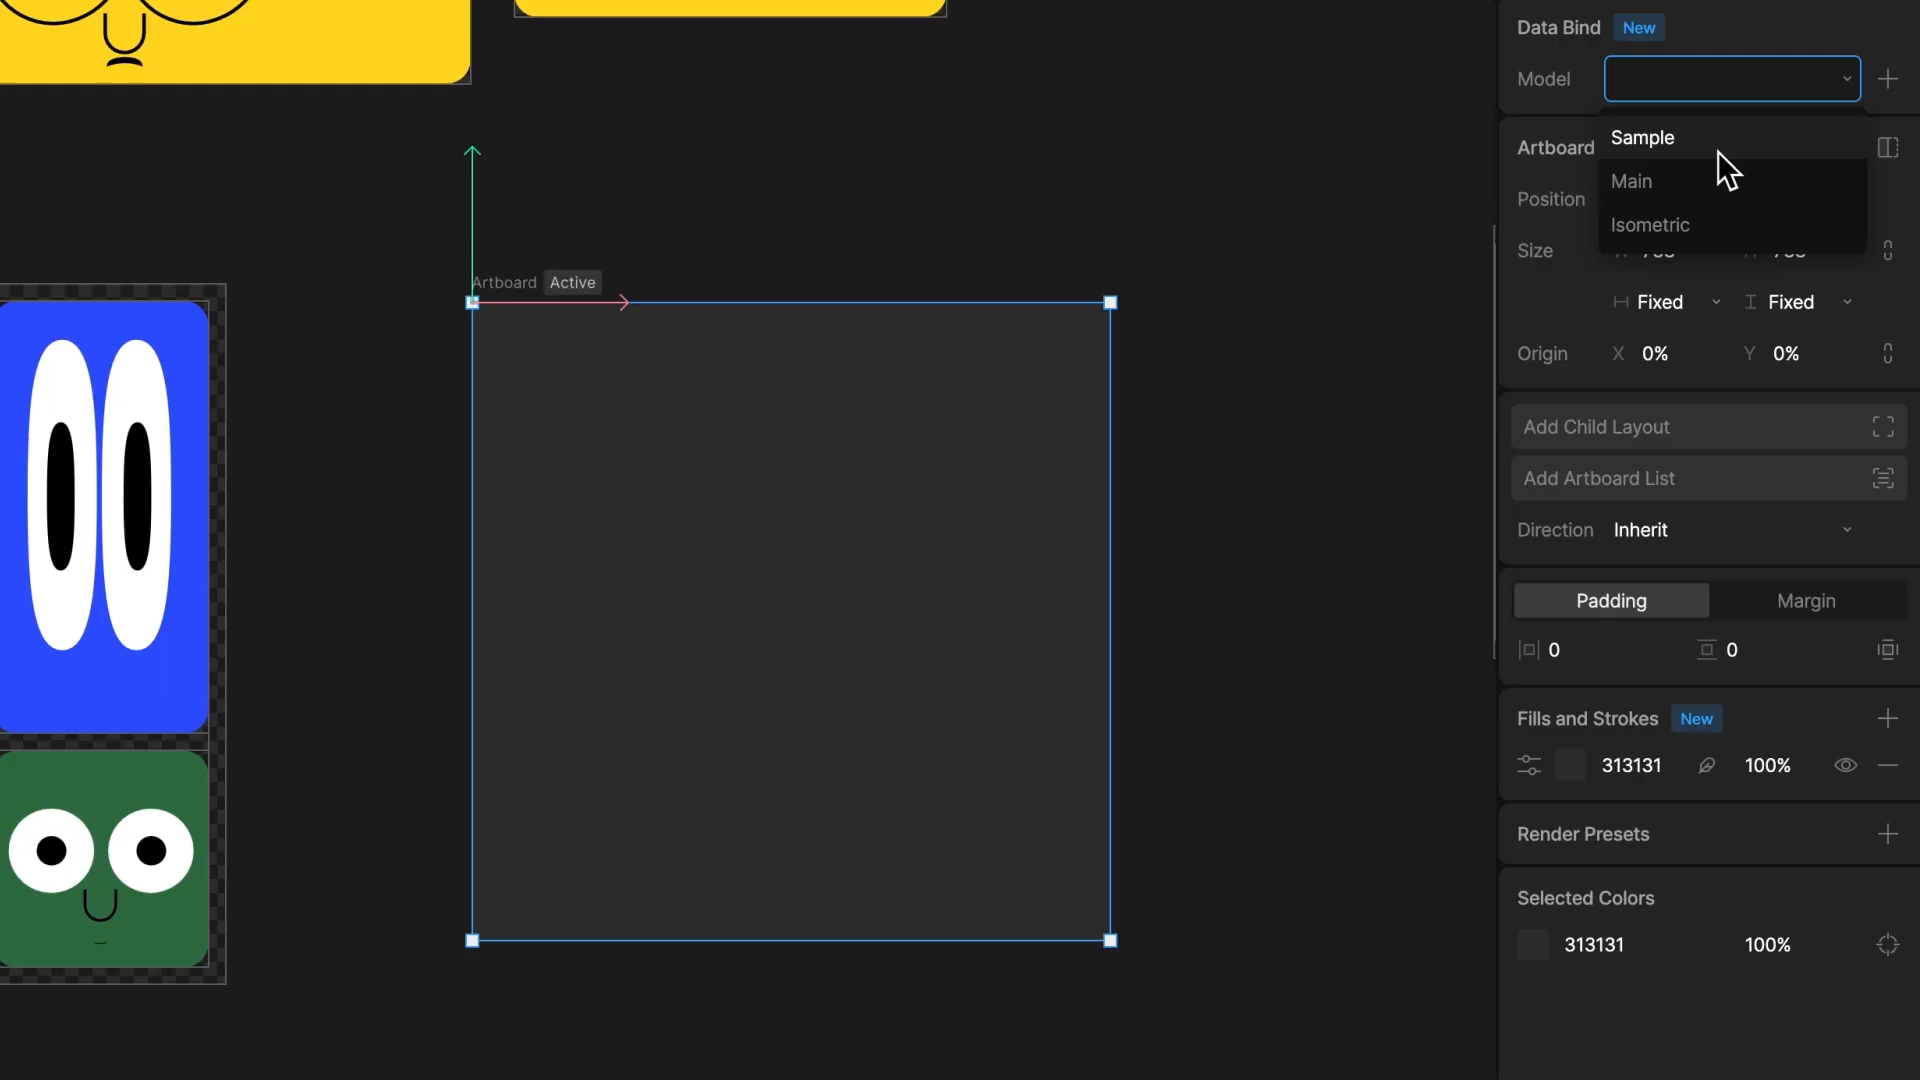 Data Bind New
Model
Sample
Main
Isometric
Artboard
Position
Size
Fixed Fixed
Origin X 0% Y 0%
Artboard Active
Add Child Layout
Add Artboard List
Direction Inherit
Padding Margin
0 0
Fills and Strokes New
313131 100%
Render Presets
Selected Colors
313131 100%